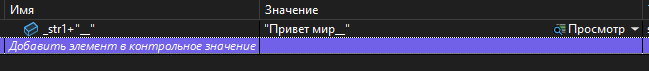 Имя Значение
_str1+"__" "Привет мир__" Просмотр
Добавить элемент в контрольное значение